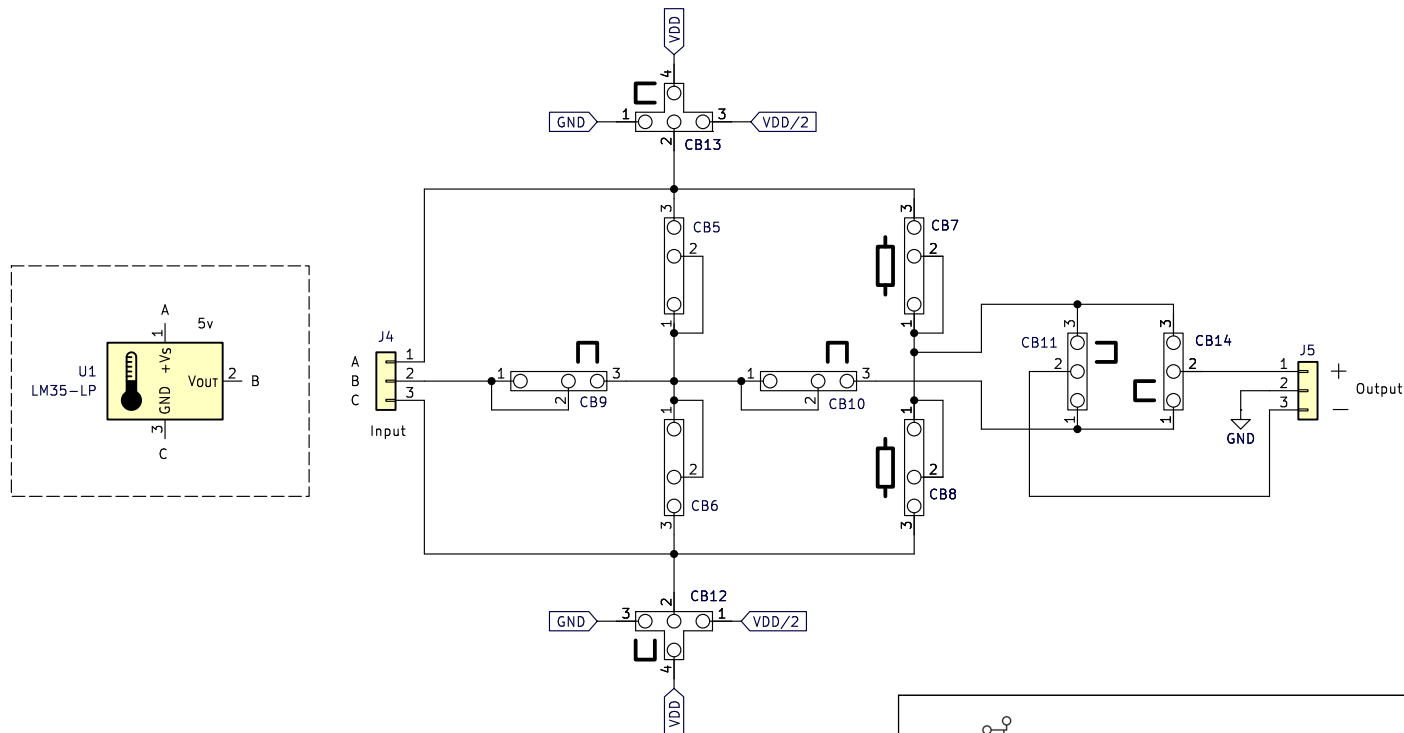 VDD
4
GND
1
3
VDD/2
2
CB13
3
CB5
2
1
3
CB7
2
1
A
5v
1
+Vs
U1
LM35-LP
VOUT
2
B
GND
3
C
J4
A
1
B
2
C
3
Input
1
2
3
CB9
1
2
3
CB10
1
2
CB6
3
1
2
CB8
3
3
CB11
2
1
3
CB14
2
1
J5
1
+
2
Output
3
−
GND
2
CB12
GND
3
1
VDD/2
4
VDD